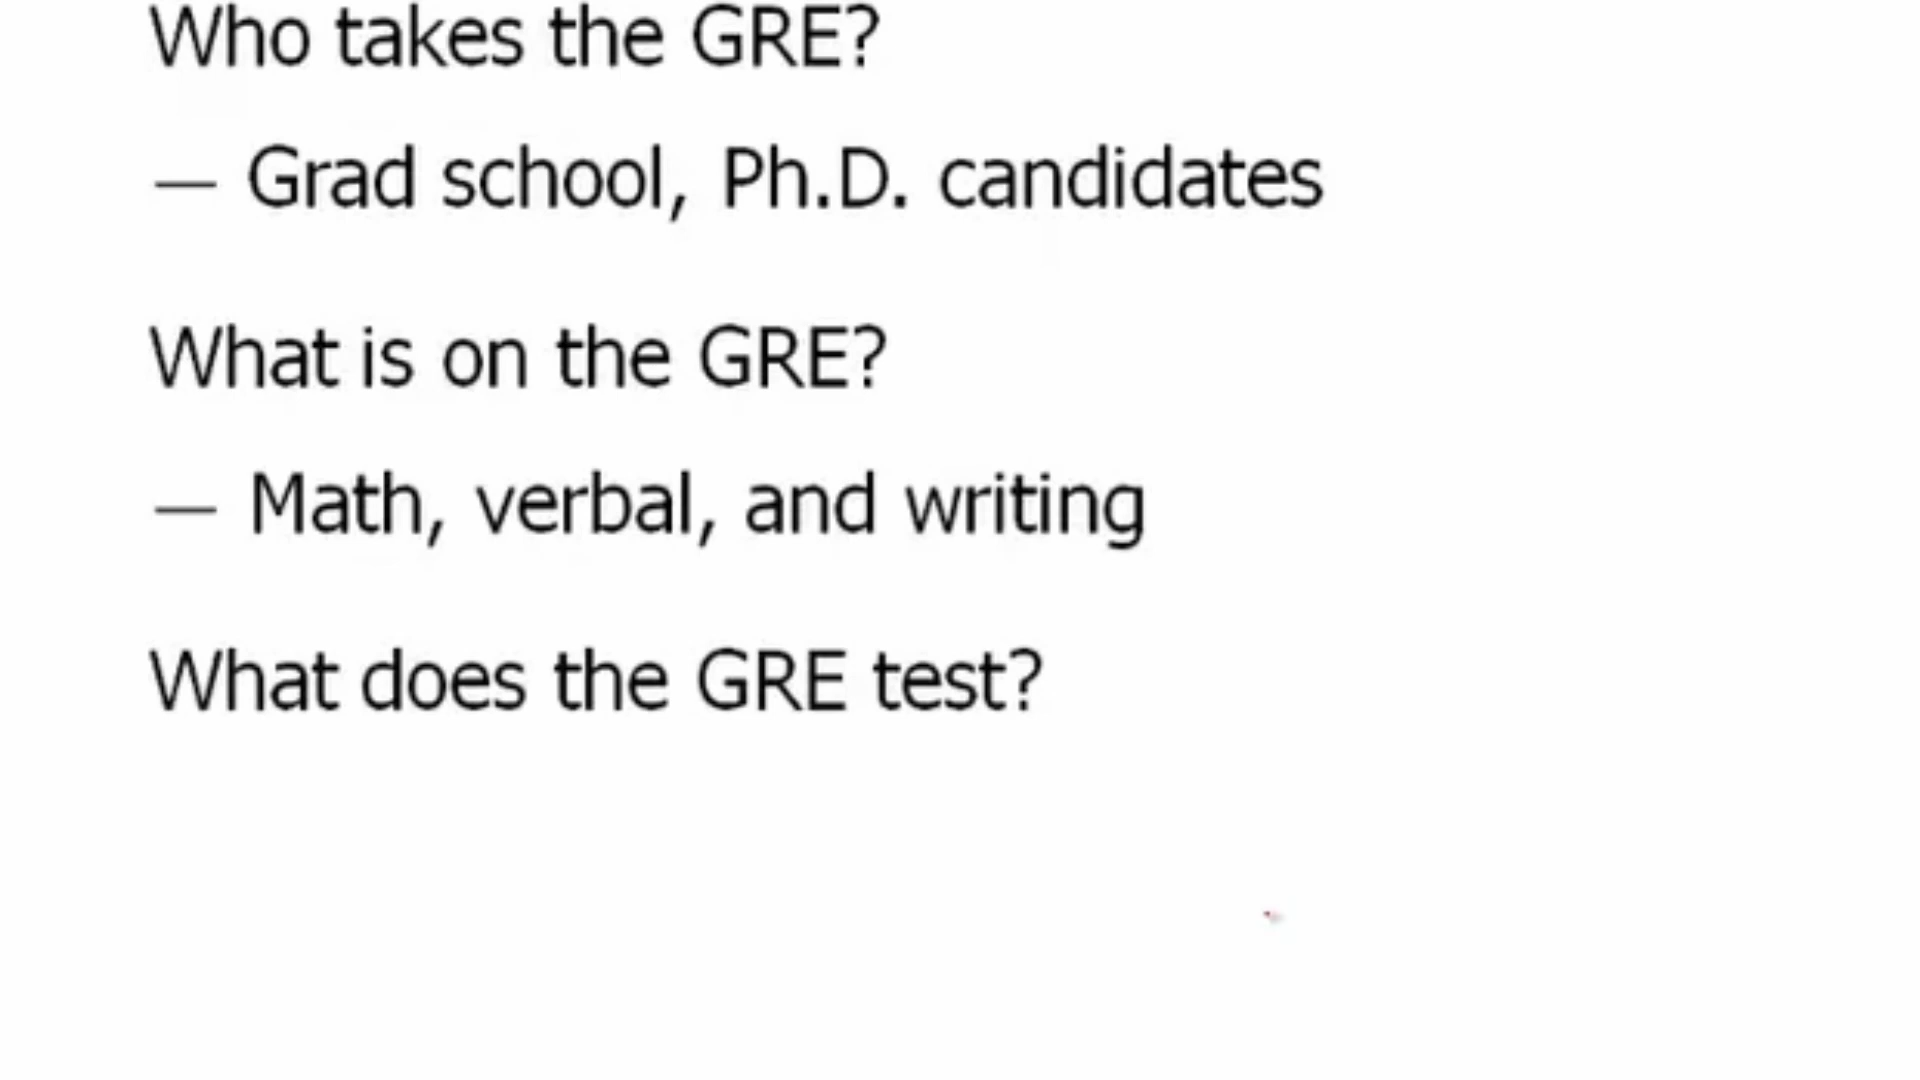 Who takes the GRE?
— Grad school, Ph.D. candidates
What is on the GRE?
— Math, verbal, and writing
What does the GRE test?